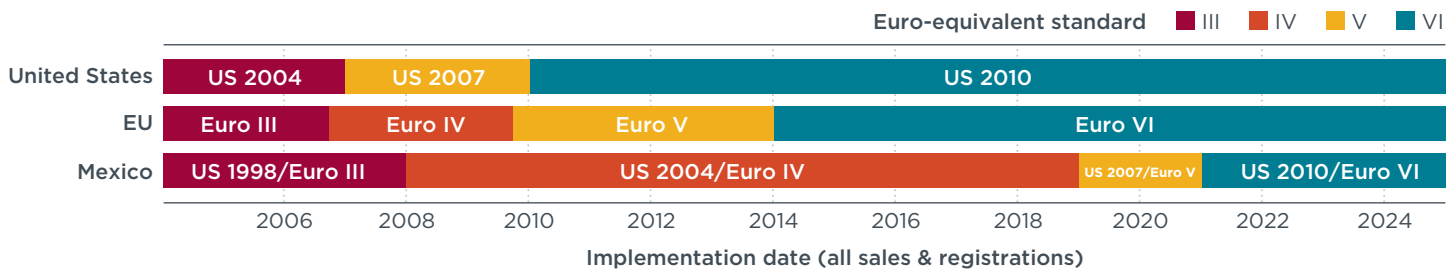 Euro-equivalent standard III IV V VI
United States US 2004 US 2007 US 2010
EU Euro III Euro IV Euro V Euro VI
Mexico US 1998/Euro III US 2004/Euro IV US 2007/Euro V US 2010/Euro VI
2006 2008 2010 2012 2014 2016 2018 2020 2022 2024
Implementation date (all sales & registrations)